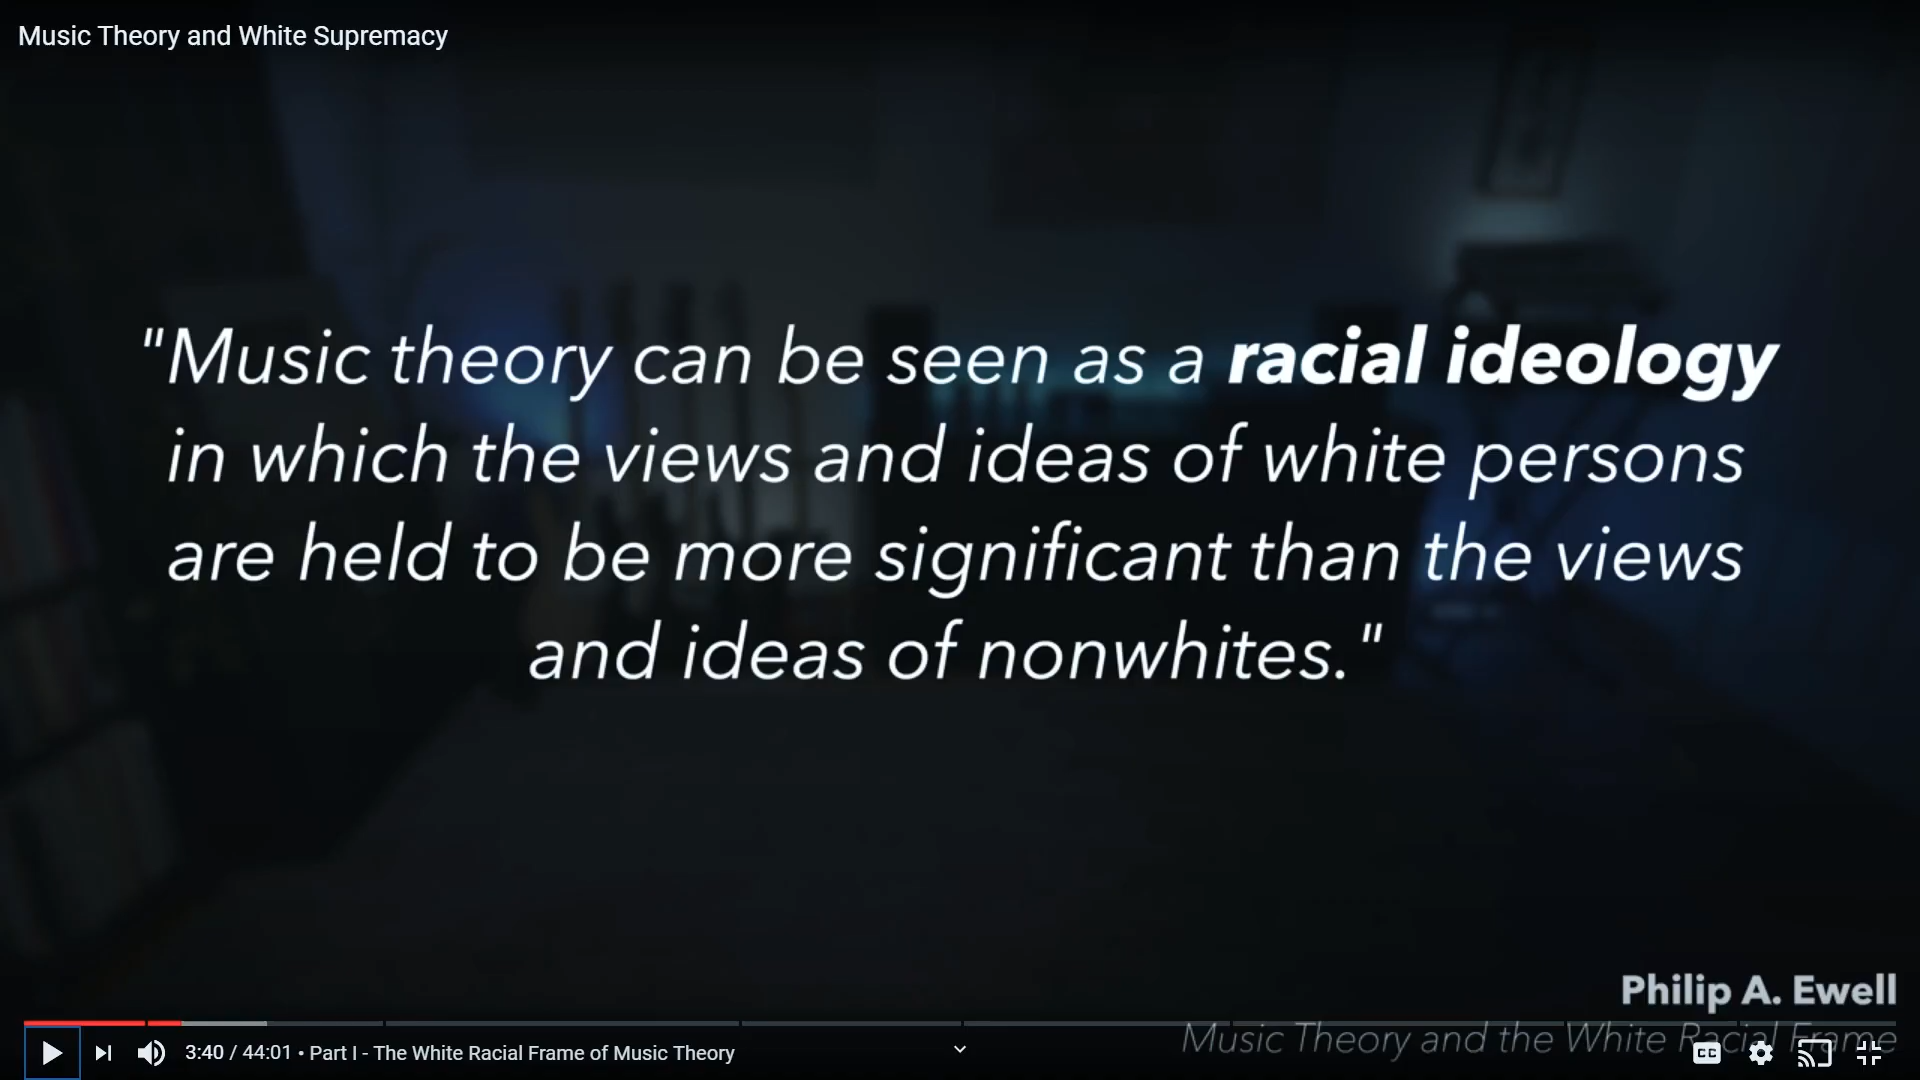 Music Theory and White Supremacy
"Music theory can be seen as a racial ideology
in which the views and ideas of white persons
are held to be more significant than the views
and ideas of nonwhites."
Philip A. Ewell
Music Theory and the White Racial Frame
3:40 / 44:01 • Part I - The White Racial Frame of Music Theory
CC